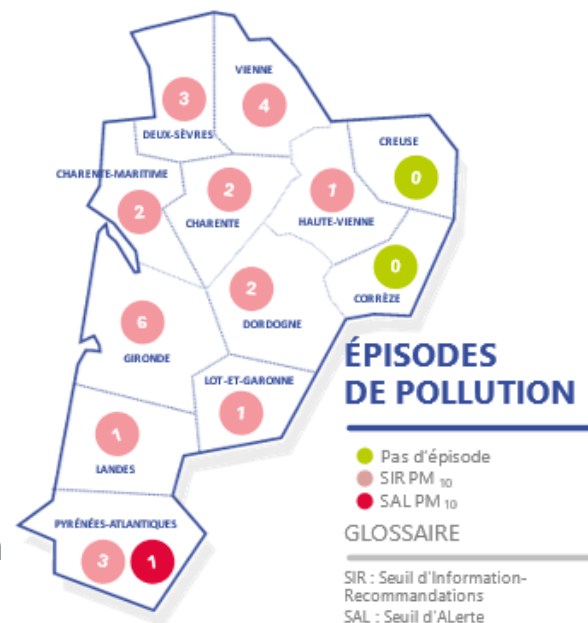 VIENNE
3
4
DEUX-SÈVRES
CREUSE
CHARENTE-MARITIME
0
2
1
2
CHARENTE
HAUTE-VIENNE
0
2
CORRÈZE
6
DORDOGNE
GIRONDE
LOT-ET-GARONNE
1
1
LANDES
PYRÉNÉES-ATLANTIQUES
3
1
ÉPISODES
DE POLLUTION
Pas d'épisode
SIR PM 10
SAL PM 10
GLOSSAIRE
SIR : Seuil d'Information-
Recommandations
SAL : Seuil d'ALerte